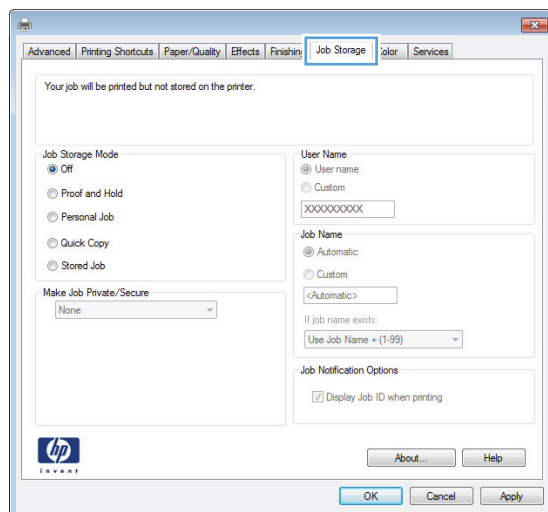 Advanced Printing Shortcuts Paper/Quality Effects Finishing Job Storage Color Services
Your job will be printed but not stored on the printer.
Job Storage Mode
Off
Proof and Hold
Personal Job
Quick Copy
Stored Job
Make Job Private/Secure
None
User Name
User name
Custom
XXXXXXXXX
Job Name
Automatic
Custom
<Automatic>
If job name exists:
Use Job Name + (1-99)
Job Notification Options
Display Job ID when printing
hp
invent
About... Help
OK Cancel Apply